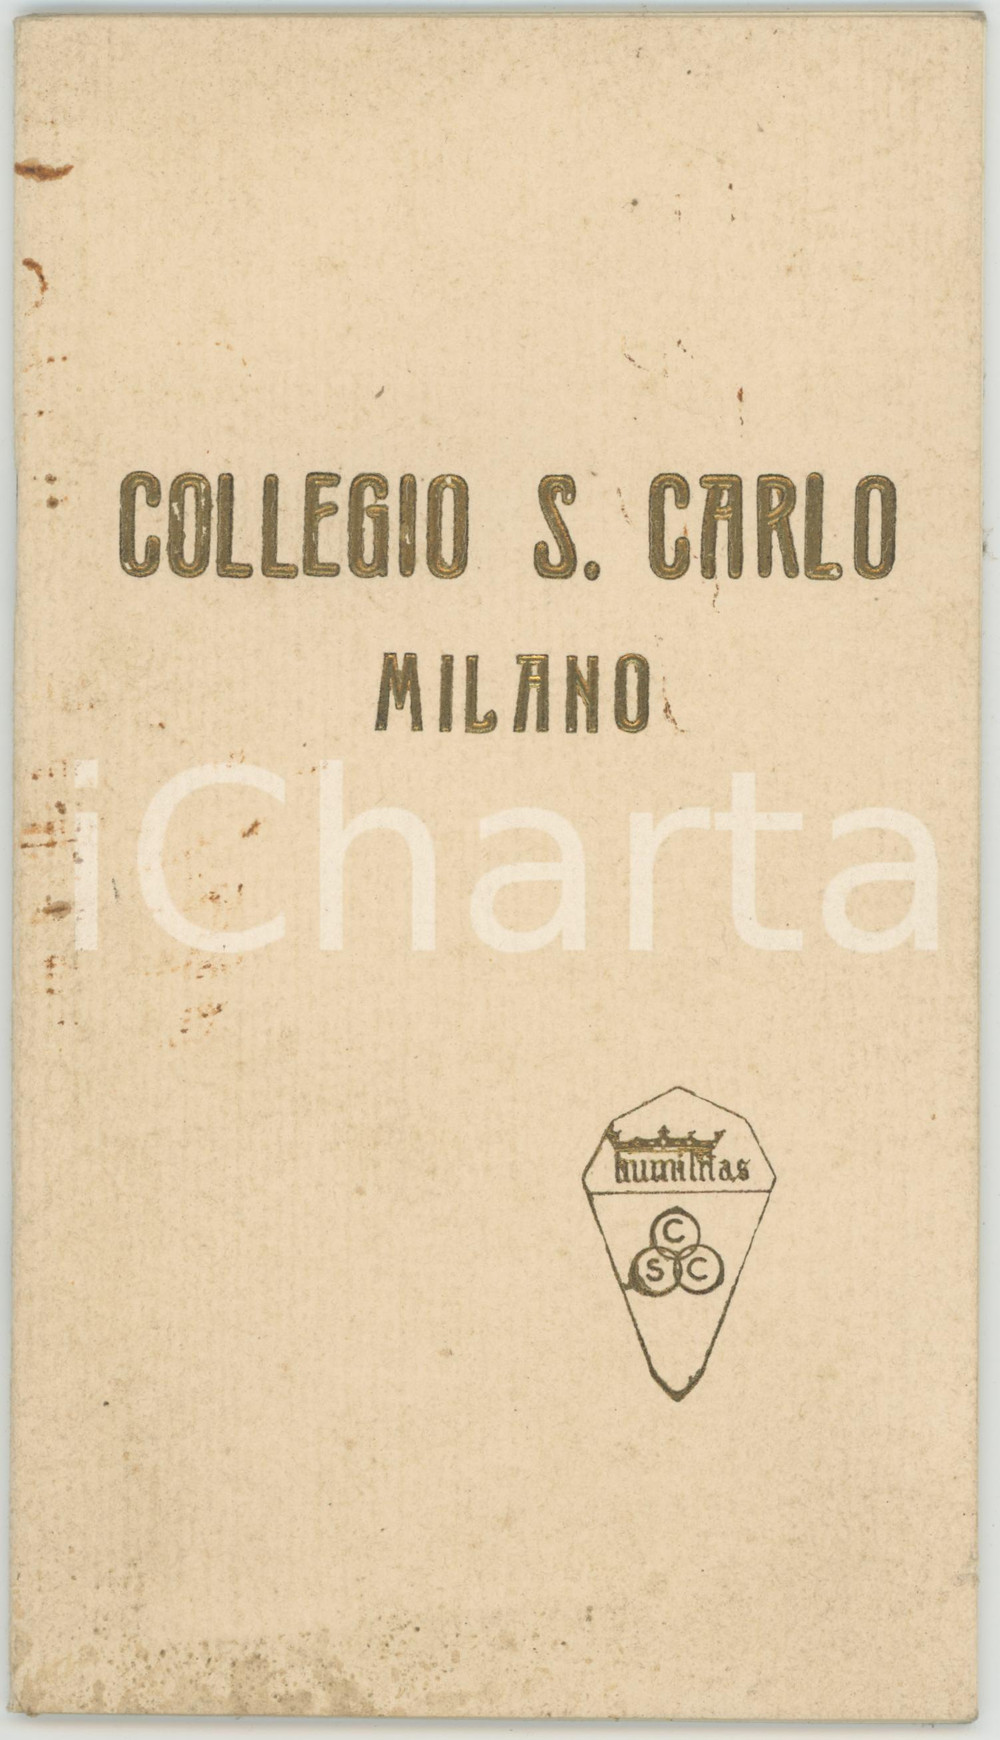 COLLEGIO S. CARLO
MILANO
iCharta
humilitas
C
S C